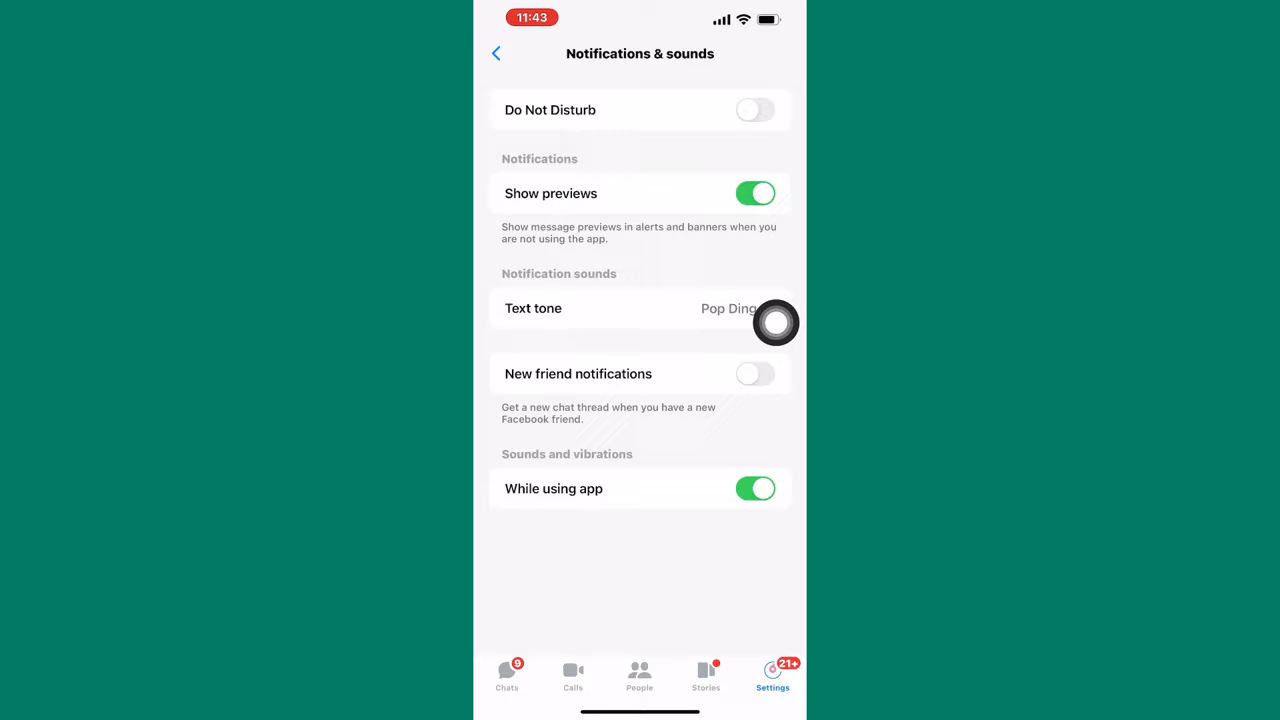 11:43
Notifications & sounds
Do Not Disturb
Notifications
Show previews
Show message previews in alerts and banners when you
are not using the app.
Notification sounds
Text tone Pop Ding
New friend notifications
Get a new chat thread when you have a new
Facebook friend.
Sounds and vibrations
While using app
9 21+
Chats Calls People Stories Settings